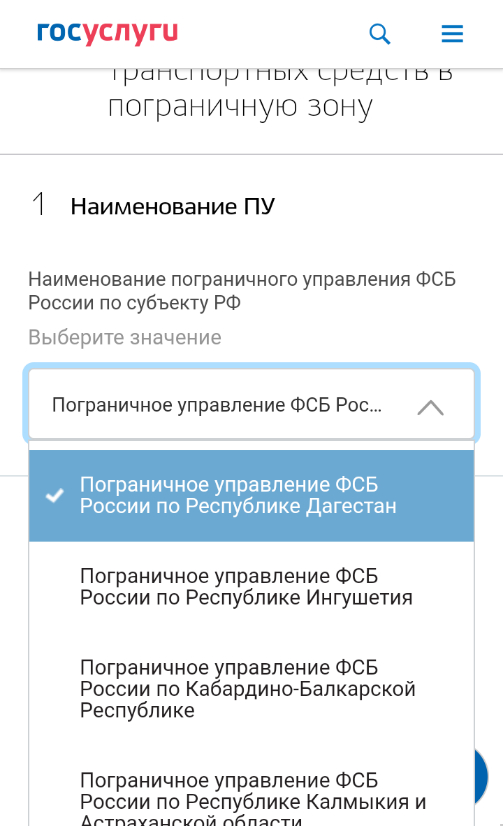 госуслуги
транспортных средств в
пограничную зону
1 Наименование ПУ
Наименование пограничного управления ФСБ
России по субъекту РФ
Выберите значение
Пограничное управление ФСБ Рос...
Пограничное управление ФСБ
России по Республике Дагестан
Пограничное управление ФСБ
России по Республике Ингушетия
Пограничное управление ФСБ
России по Кабардино-Балкарской
Республике
Пограничное управление ФСБ
России по Республике Калмыкия и
Астраханской области